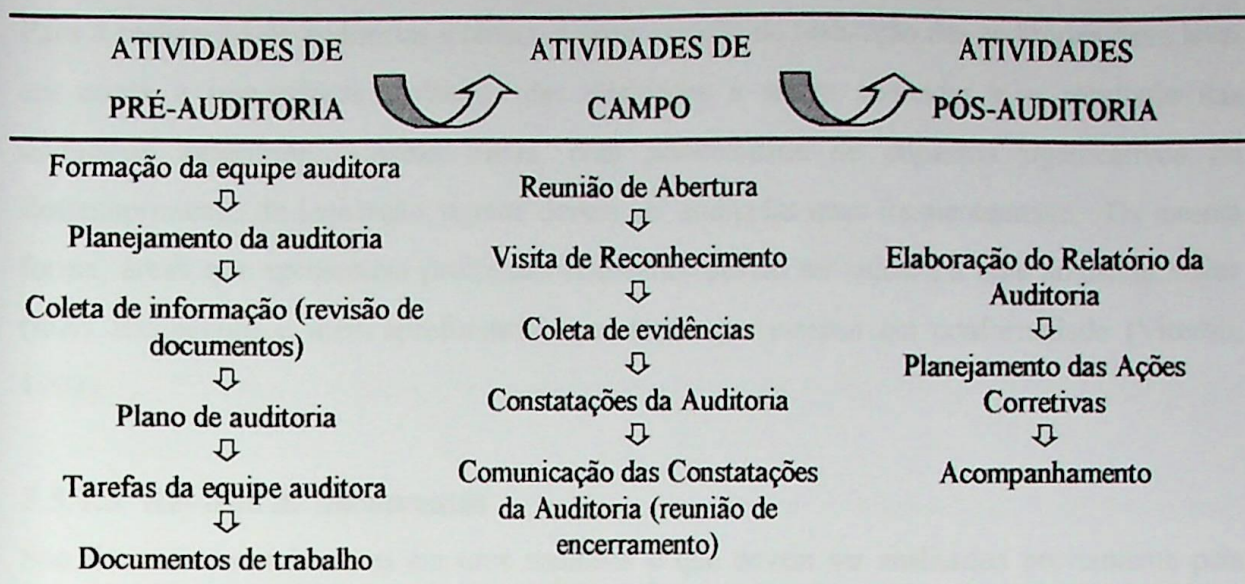 ATIVIDADES DE
PRÉ-AUDITORIA
ATIVIDADES DE
CAMPO
ATIVIDADES
PÓS-AUDITORIA
Formação da equipe auditora
Planejamento da auditoria
Coleta de informação (revisão de
documentos)
Plano de auditoria
Tarefas da equipe auditora
Documentos de trabalho
Reunião de Abertura
Visita de Reconhecimento
Coleta de evidências
Constatações da Auditoria
Comunicação das Constatações
da Auditoria (reunião de
encerramento)
Elaboração do Relatório da
Auditoria
Planejamento das Ações
Corretivas
Acompanhamento